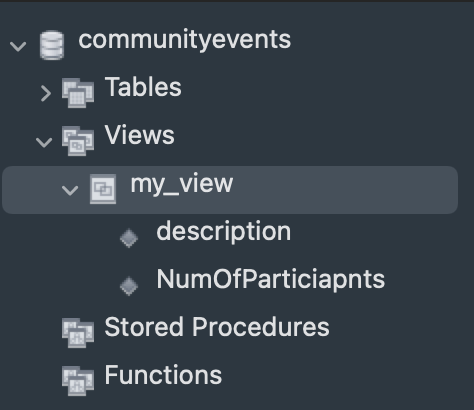 communityevents
Tables
Views
my_view
description
NumOfParticiapnts
Stored Procedures
Functions